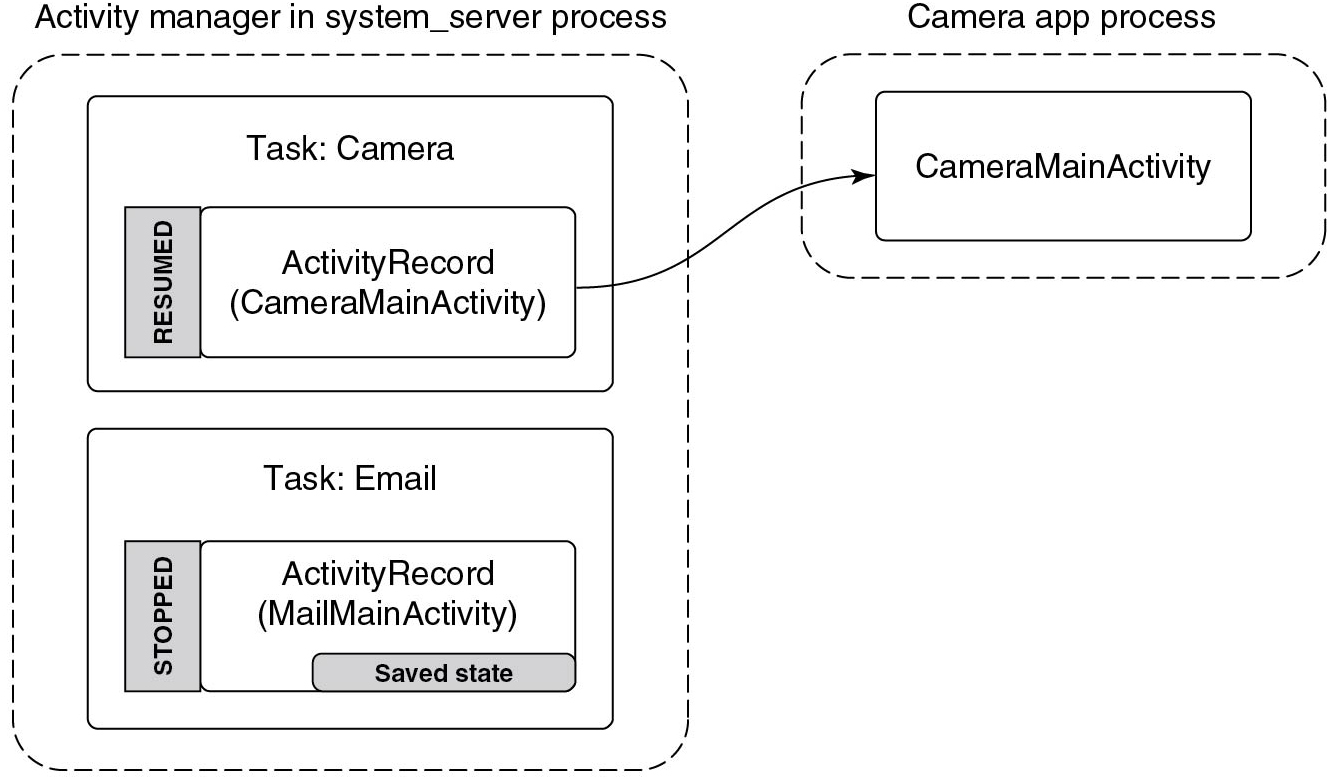 Activity manager in system_server process
Camera app process
Task: Camera
RESUMED
ActivityRecord
(CameraMainActivity)
CameraMainActivity
Task: Email
STOPPED
ActivityRecord
(MailMainActivity)
Saved state